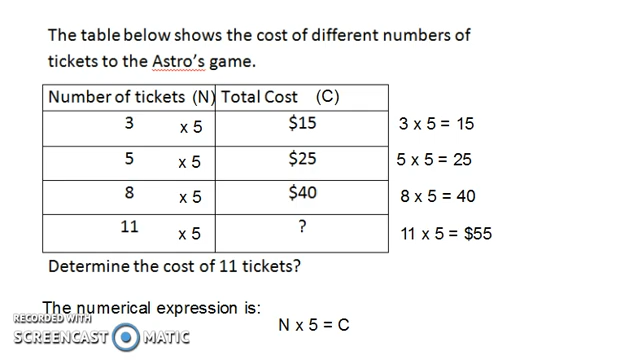 The table below shows the cost of different numbers of
tickets to the Astro's game.
Number of tickets (N) Total Cost (C)
3 x 5 $15 3 x 5 = 15
5 x 5 $25 5 x 5 = 25
8 x 5 $40 8 x 5 = 40
11 x 5 ? 11 x 5 = $55
Determine the cost of 11 tickets?
The numerical expression is:
N x 5 = C
RECORDED WITH
SCREENCAST MATIC